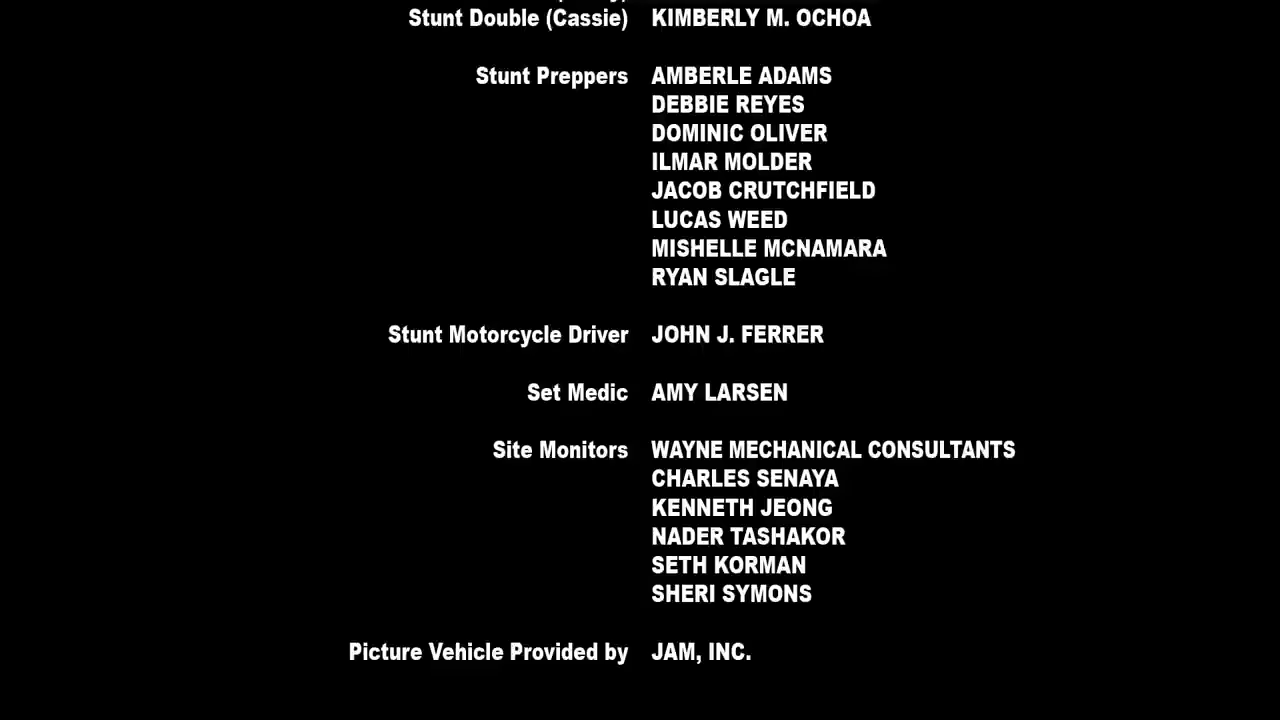 Stunt Double (Cassie) KIMBERLY M. OCHOA
Stunt Preppers AMBERLE ADAMS
DEBBIE REYES
DOMINIC OLIVER
ILMAR MOLDER
JACOB CRUTCHFIELD
LUCAS WEED
MISHELLE MCNAMARA
RYAN SLAGLE
Stunt Motorcycle Driver JOHN J. FERRER
Set Medic AMY LARSEN
Site Monitors WAYNE MECHANICAL CONSULTANTS
CHARLES SENAYA
KENNETH JEONG
NADER TASHAKOR
SETH KORMAN
SHERI SYMONS
Picture Vehicle Provided by JAM, INC.